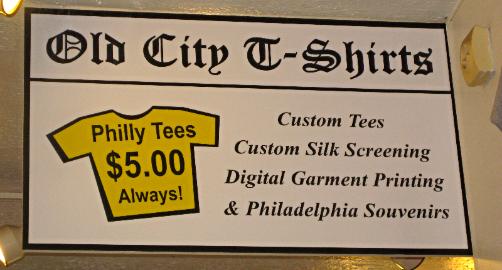 Old City T-Shirts
Philly Tees
$5.00
Always!
Custom Tees
Custom Silk Screening
Digital Garment Printing
& Philadelphia Souvenirs